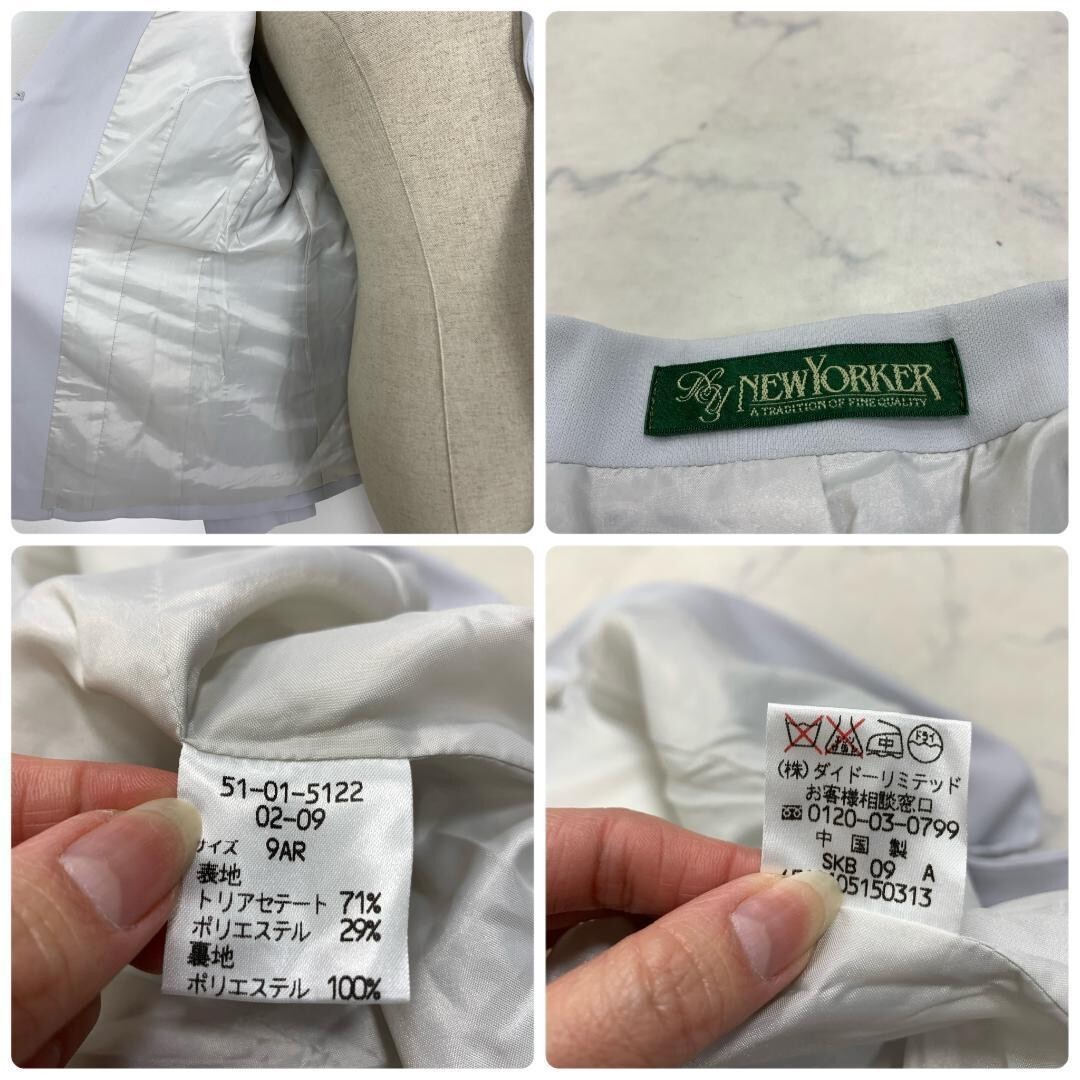 NY NEWYORKER
A TRADITION OF FINE QUALITY
51-01-5122
02-09
サイズ 9AR
表地
トリアセテート 71%
ポリエステル 29%
裏地
ポリエステル 100%
中 ドライ
(株)ダイドーリミテッド
お客様相談窓口
0120-03-0799
中国製
SKB 09 A
05150313